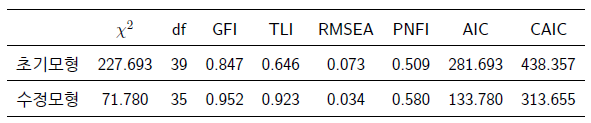 χ² df GFI TLI RMSEA PNFI AIC CAIC
초기모형 227.693 39 0.847 0.646 0.073 0.509 281.693 438.357
수정모형 71.780 35 0.952 0.923 0.034 0.580 133.780 313.655